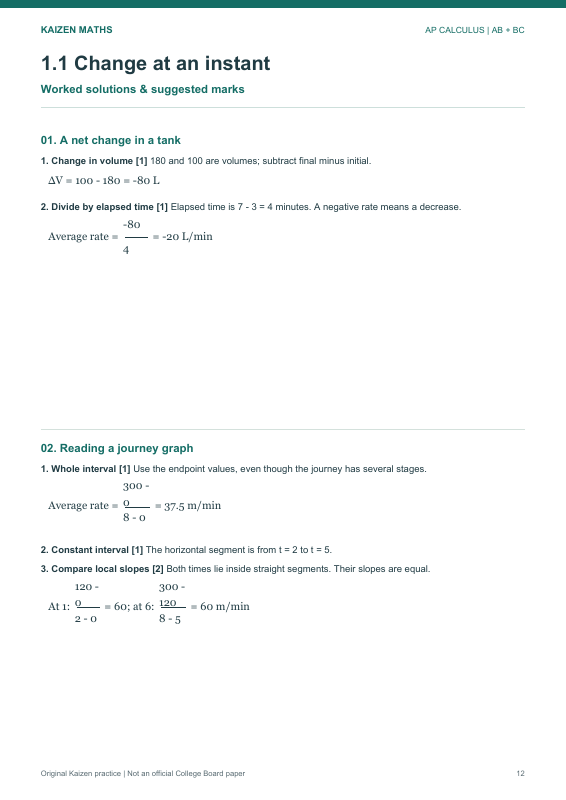 KAIZEN MATHS
AP CALCULUS | AB + BC
1.1 Change at an instant
Worked solutions & suggested marks
01. A net change in a tank
1. Change in volume [1] 180 and 100 are volumes; subtract final minus initial.
ΔV = 100 - 180 = -80 L
2. Divide by elapsed time [1] Elapsed time is 7 - 3 = 4 minutes. A negative rate means a decrease.
-80
Average rate = = -20 L/min
4
02. Reading a journey graph
1. Whole interval [1] Use the endpoint values, even though the journey has several stages.
300 -
Average rate = 0 = 37.5 m/min
8 - 0
2. Constant interval [1] The horizontal segment is from t = 2 to t = 5.
3. Compare local slopes [2] Both times lie inside straight segments. Their slopes are equal.
120 - 300 -
At 1: 0 = 60; at 6: 120 = 60 m/min
2 - 0 8 - 5
Original Kaizen practice | Not an official College Board paper
12